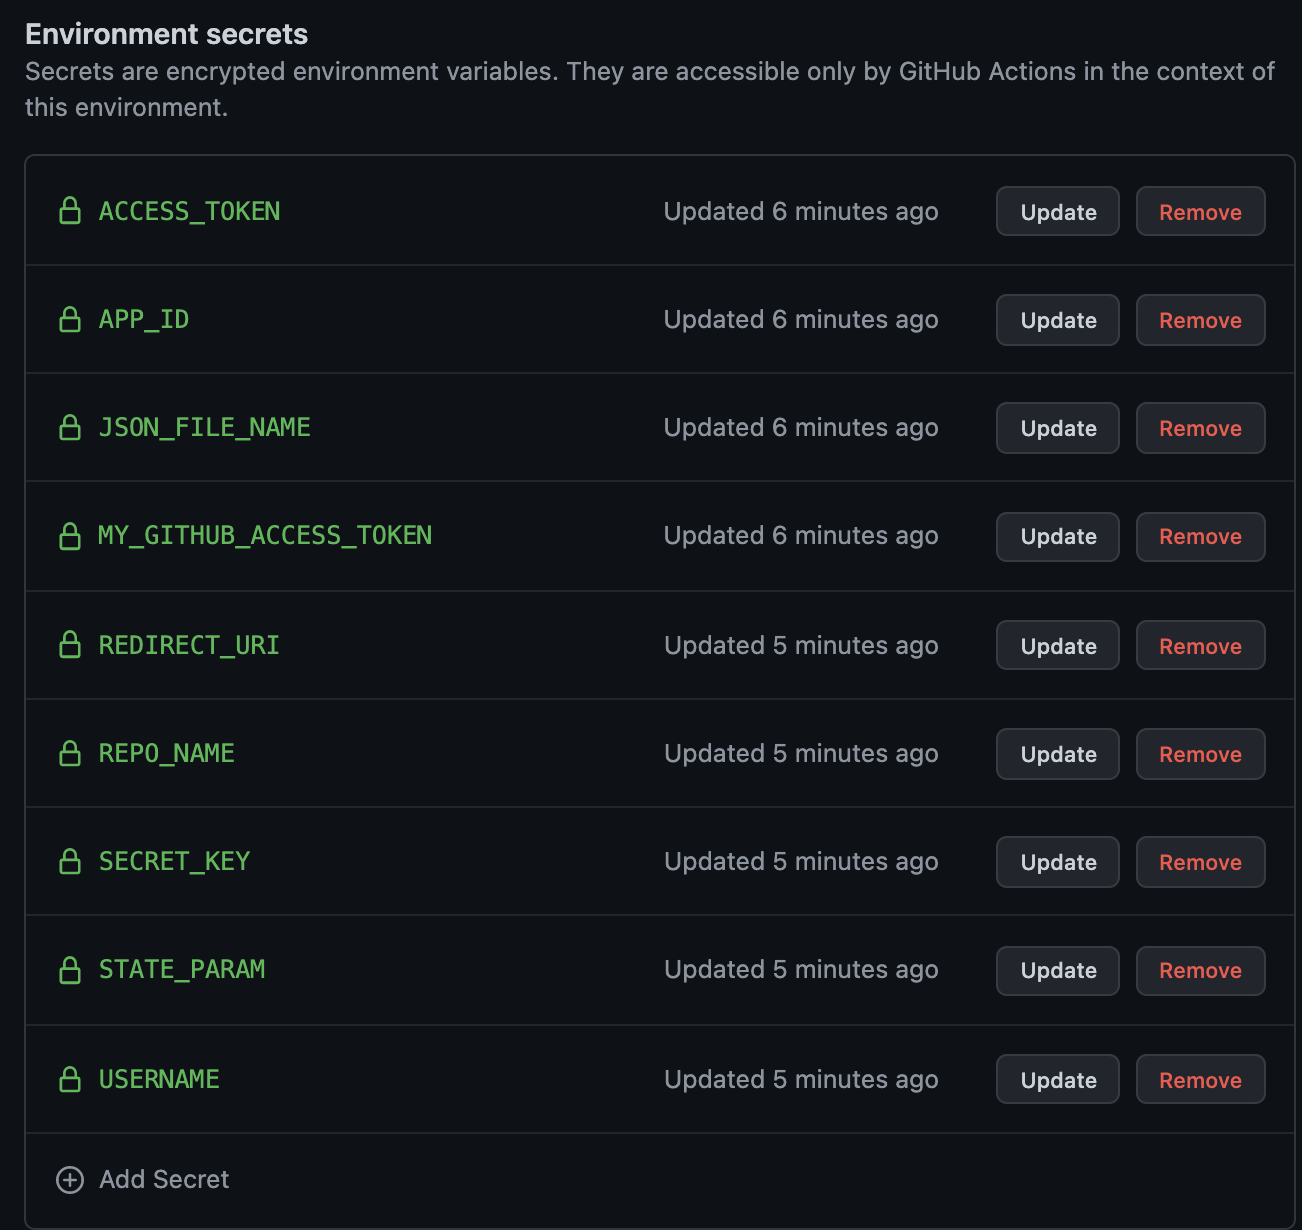 Environment secrets
Secrets are encrypted environment variables. They are accessible only by GitHub Actions in the context of
this environment.
ACCESS_TOKEN Updated 6 minutes ago Update Remove
APP_ID Updated 6 minutes ago Update Remove
JSON_FILE_NAME Updated 6 minutes ago Update Remove
MY_GITHUB_ACCESS_TOKEN Updated 6 minutes ago Update Remove
REDIRECT_URI Updated 5 minutes ago Update Remove
REPO_NAME Updated 5 minutes ago Update Remove
SECRET_KEY Updated 5 minutes ago Update Remove
STATE_PARAM Updated 5 minutes ago Update Remove
USERNAME Updated 5 minutes ago Update Remove
Add Secret